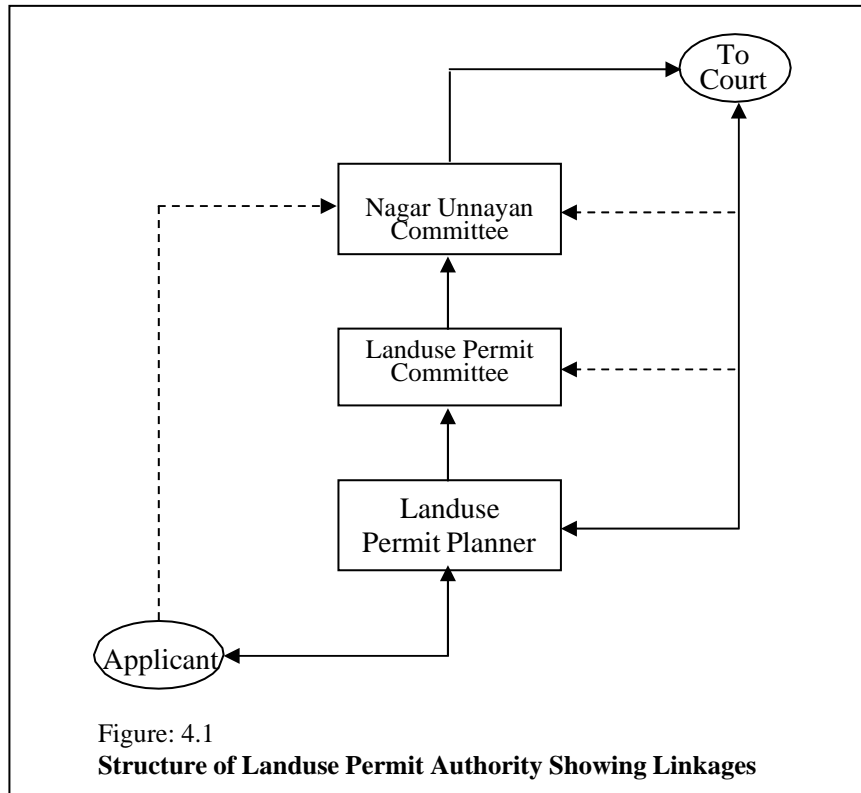 To
Court
Nagar Unnayan
Committee
Landuse Permit
Committee
Landuse
Permit Planner
Applicant
Figure: 4.1
Structure of Landuse Permit Authority Showing Linkages